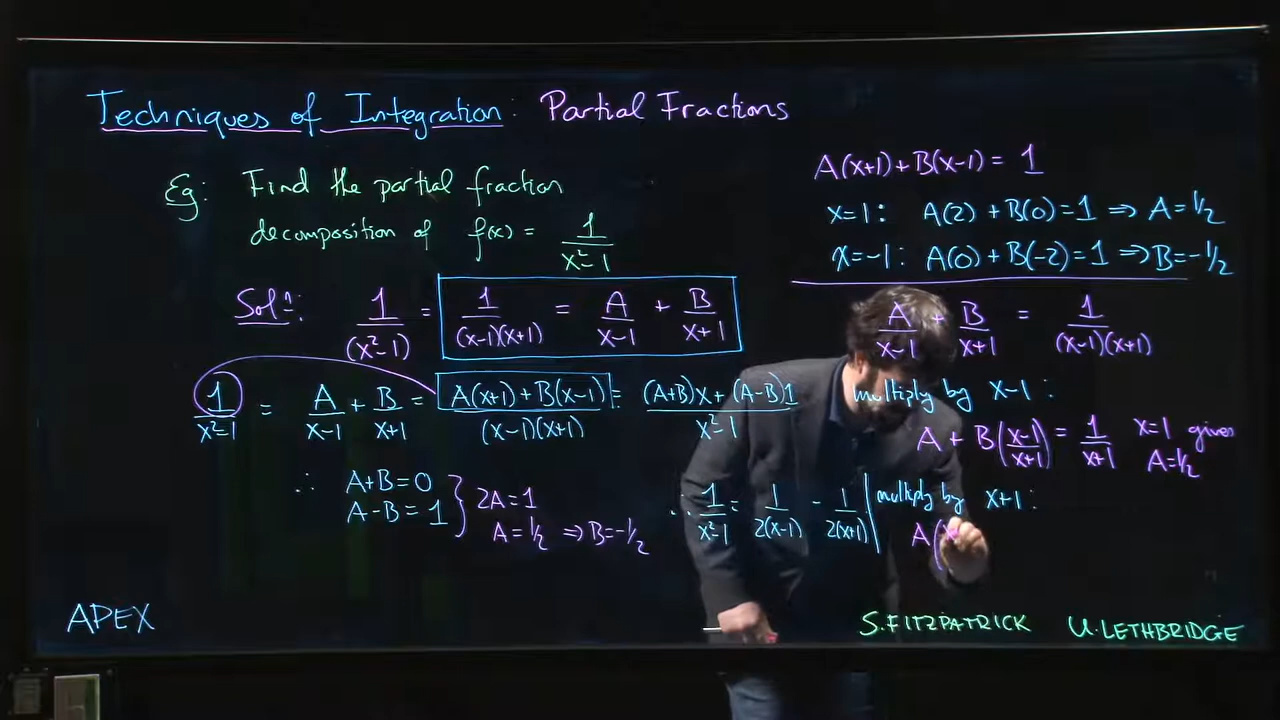 Techniques of Integration: Partial Fractions
Eg: Find the partial fraction
decomposition of f(x) = 1/(x²-1)
Solⁿ: 1/(x²-1) = 1/((x-1)(x+1)) = A/(x-1) + B/(x+1)
1/(x²-1) = A/(x-1) + B/(x+1) = (A(x+1)+B(x-1))/((x-1)(x+1)) = ((A+B)x+(A-B)1)/(x²-1)
∴ A+B=0
A-B=1 } 2A=1
A=1/2 ⇒ B=-1/2
∴ 1/(x²-1) = 1/(2(x-1)) - 1/(2(x+1))
A(x+1)+B(x-1) = 1
x=1: A(2)+B(0)=1 ⇒ A=1/2
x=-1: A(0)+B(-2)=1 ⇒ B=-1/2
A/(x-1) + B/(x+1) = 1/((x-1)(x+1))
multiply by x-1:
A + B((x-1)/(x+1)) = 1/(x+1) x=1 gives
A=1/2
multiply by x+1:
A(
APEX
S.FITZPATRICK U.LETHBRIDGE